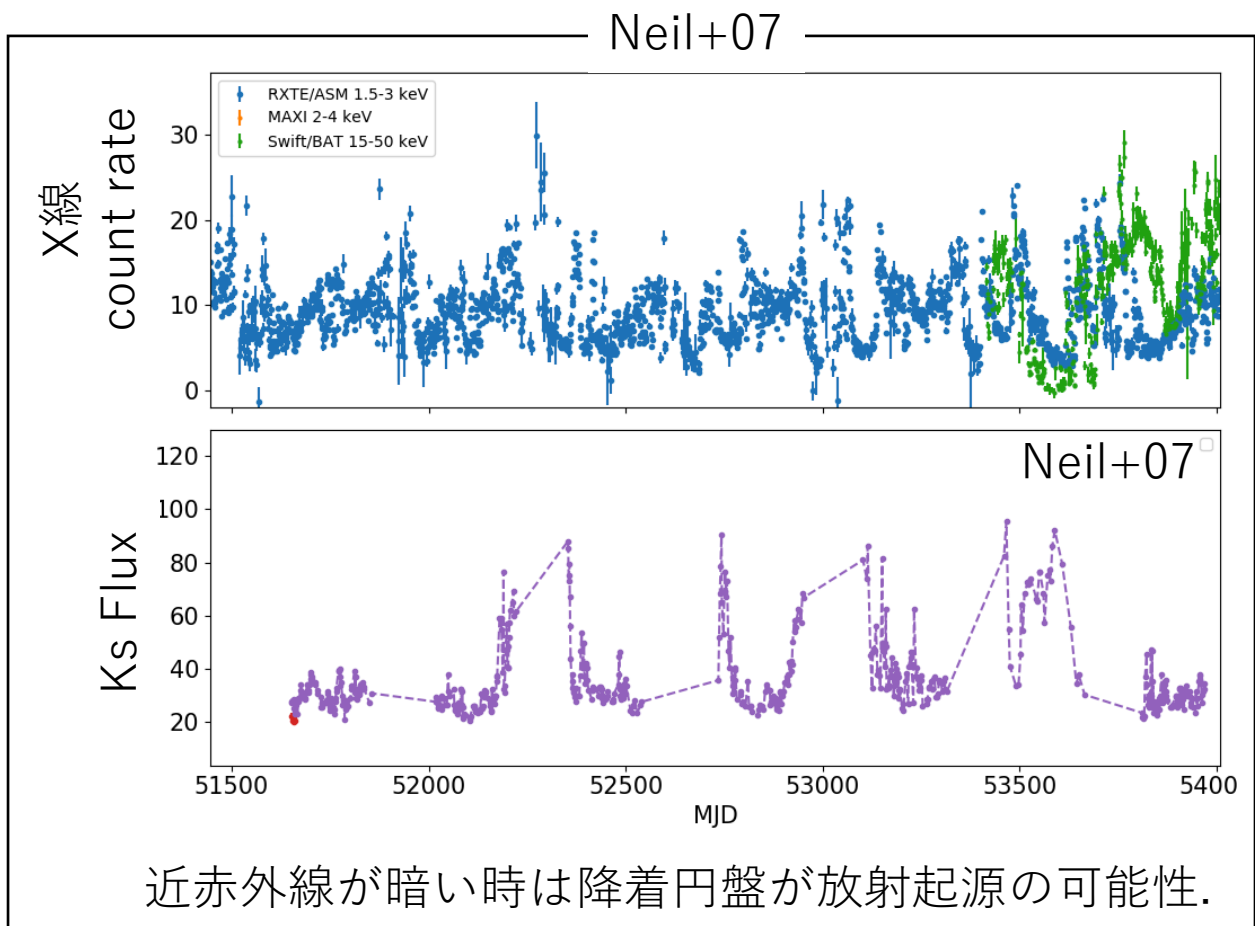 Neil+07
RXTE/ASM 1.5-3 keV
MAXI 2-4 keV
Swift/BAT 15-50 keV
X線
count rate
30
20
10
0
Neil+07
Ks Flux
120
100
80
60
40
20
51500 52000 52500 53000 53500 5400
MJD
近赤外線が暗い時は降着円盤が放射起源の可能性.